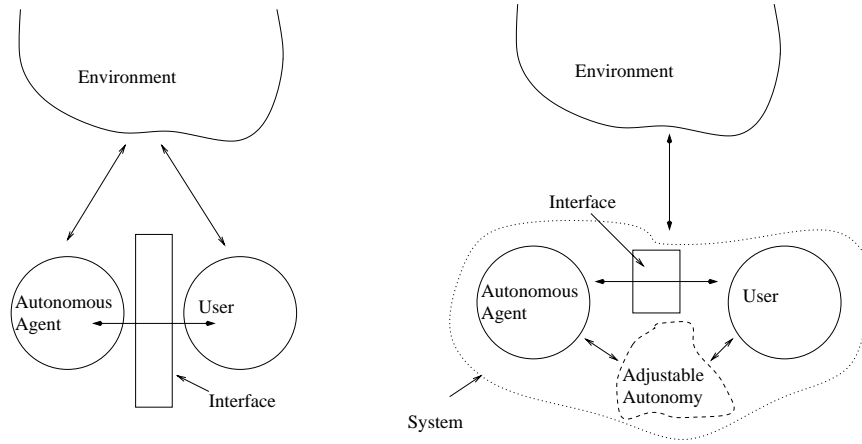 Environment
Autonomous
Agent
User
Interface
Environment
Interface
Autonomous
Agent
User
Adjustable
Autonomy
System